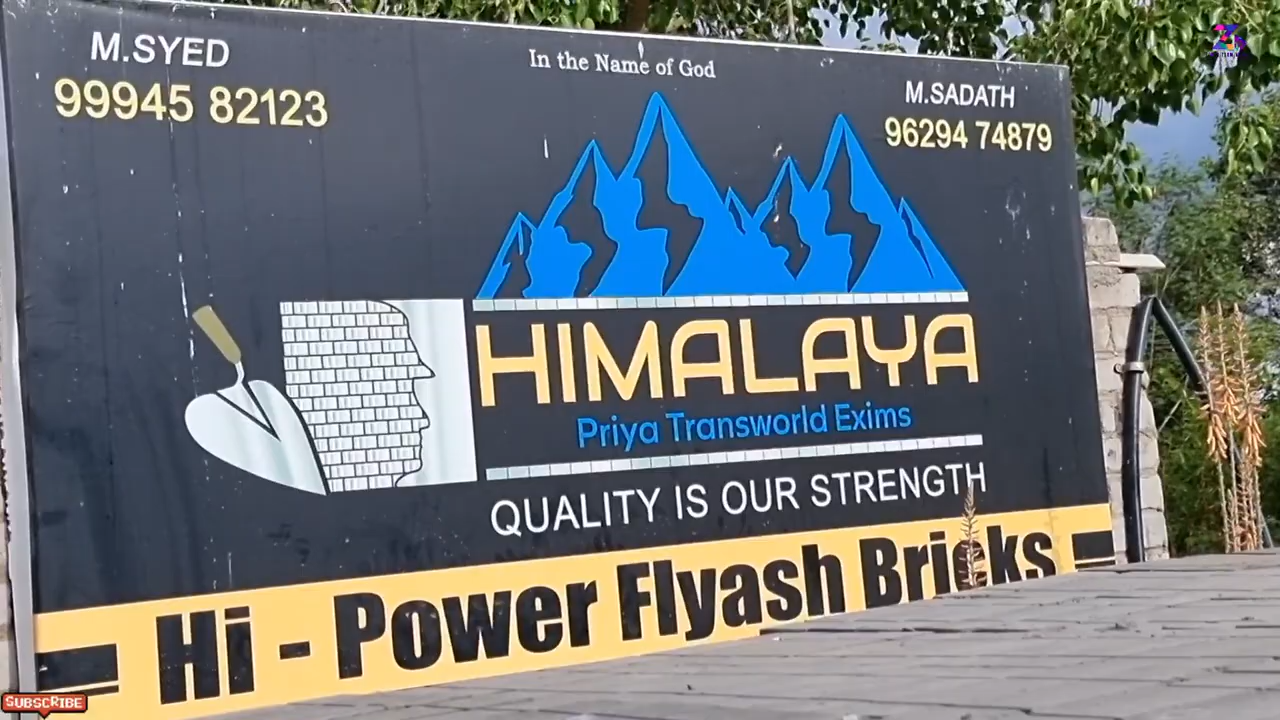 M.SYED
99945 82123
In the Name of God
M.SADATH
96294 74879
HIMALAYA
Priya Transworld Exims
QUALITY IS OUR STRENGTH
Hi - Power Flyash Bricks
SUBSCRIBE